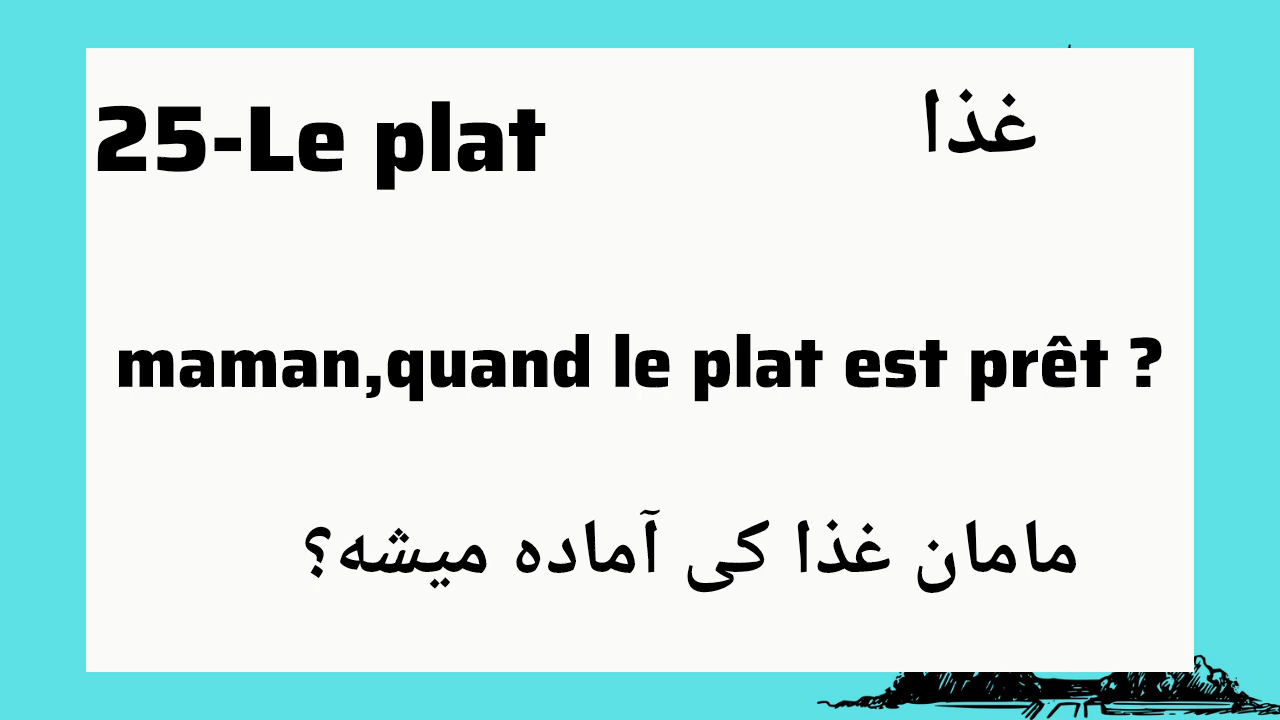 25-Le plat
غذا
maman,quand le plat est prêt ?
مامان غذا کی آماده میشه؟